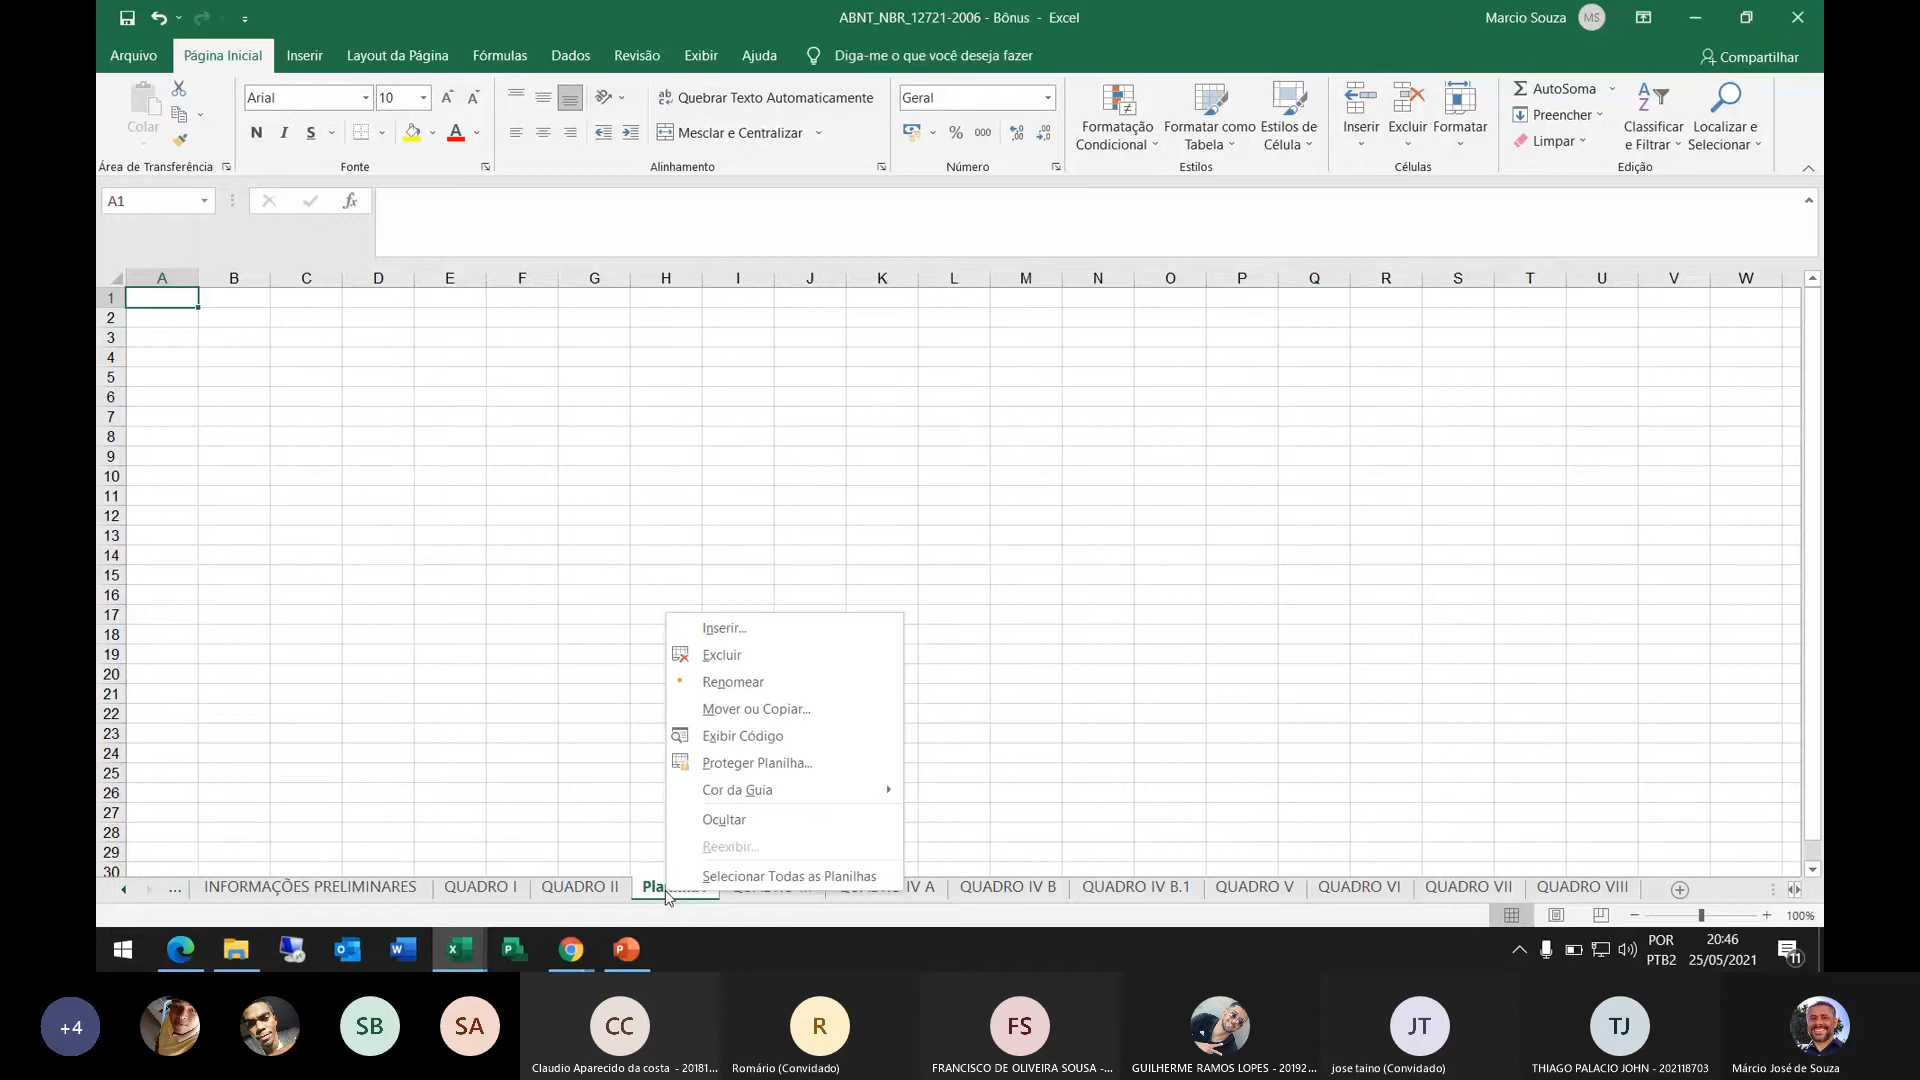 ABNT_NBR_12721-2006 - Bônus - Excel
Marcio Souza
MS
Arquivo
Página Inicial
Inserir
Layout da Página
Fórmulas
Dados
Revisão
Exibir
Ajuda
Diga-me o que você deseja fazer
Compartilhar
Colar
Arial
10
Quebrar Texto Automaticamente
Geral
N I S
Mesclar e Centralizar
% 000
Formatação Condicional
Formatar como Tabela
Estilos de Célula
Inserir
Excluir
Formatar
AutoSoma
Preencher
Limpar
Classificar e Filtrar
Localizar e Selecionar
Área de Transferência
Fonte
Alinhamento
Número
Estilos
Células
Edição
A1
fx
A B C D E F G H I J K L M N O P Q R S T U V W
1
2
3
4
5
6
7
8
9
10
11
12
13
14
15
16
17
18
19
20
21
22
23
24
25
26
27
28
29
30
Inserir...
Excluir
Renomear
Mover ou Copiar...
Exibir Código
Proteger Planilha...
Cor da Guia
Ocultar
Reexibir...
Selecionar Todas as Planilhas
... INFORMAÇÕES PRELIMINARES QUADRO I QUADRO II IV A QUADRO IV B QUADRO IV B.1 QUADRO V QUADRO VI QUADRO VII QUADRO VIII
100%
POR
PTB2
20:46
25/05/2021
11
+4
SB
SA
CC
R
FS
JT
TJ
Claudio Aparecido da costa - 20181...
Romário (Convidado)
FRANCISCO DE OLIVEIRA SOUSA -...
GUILHERME RAMOS LOPES - 20192...
jose taino (Convidado)
THIAGO PALACIO JOHN - 202118703
Márcio José de Souza